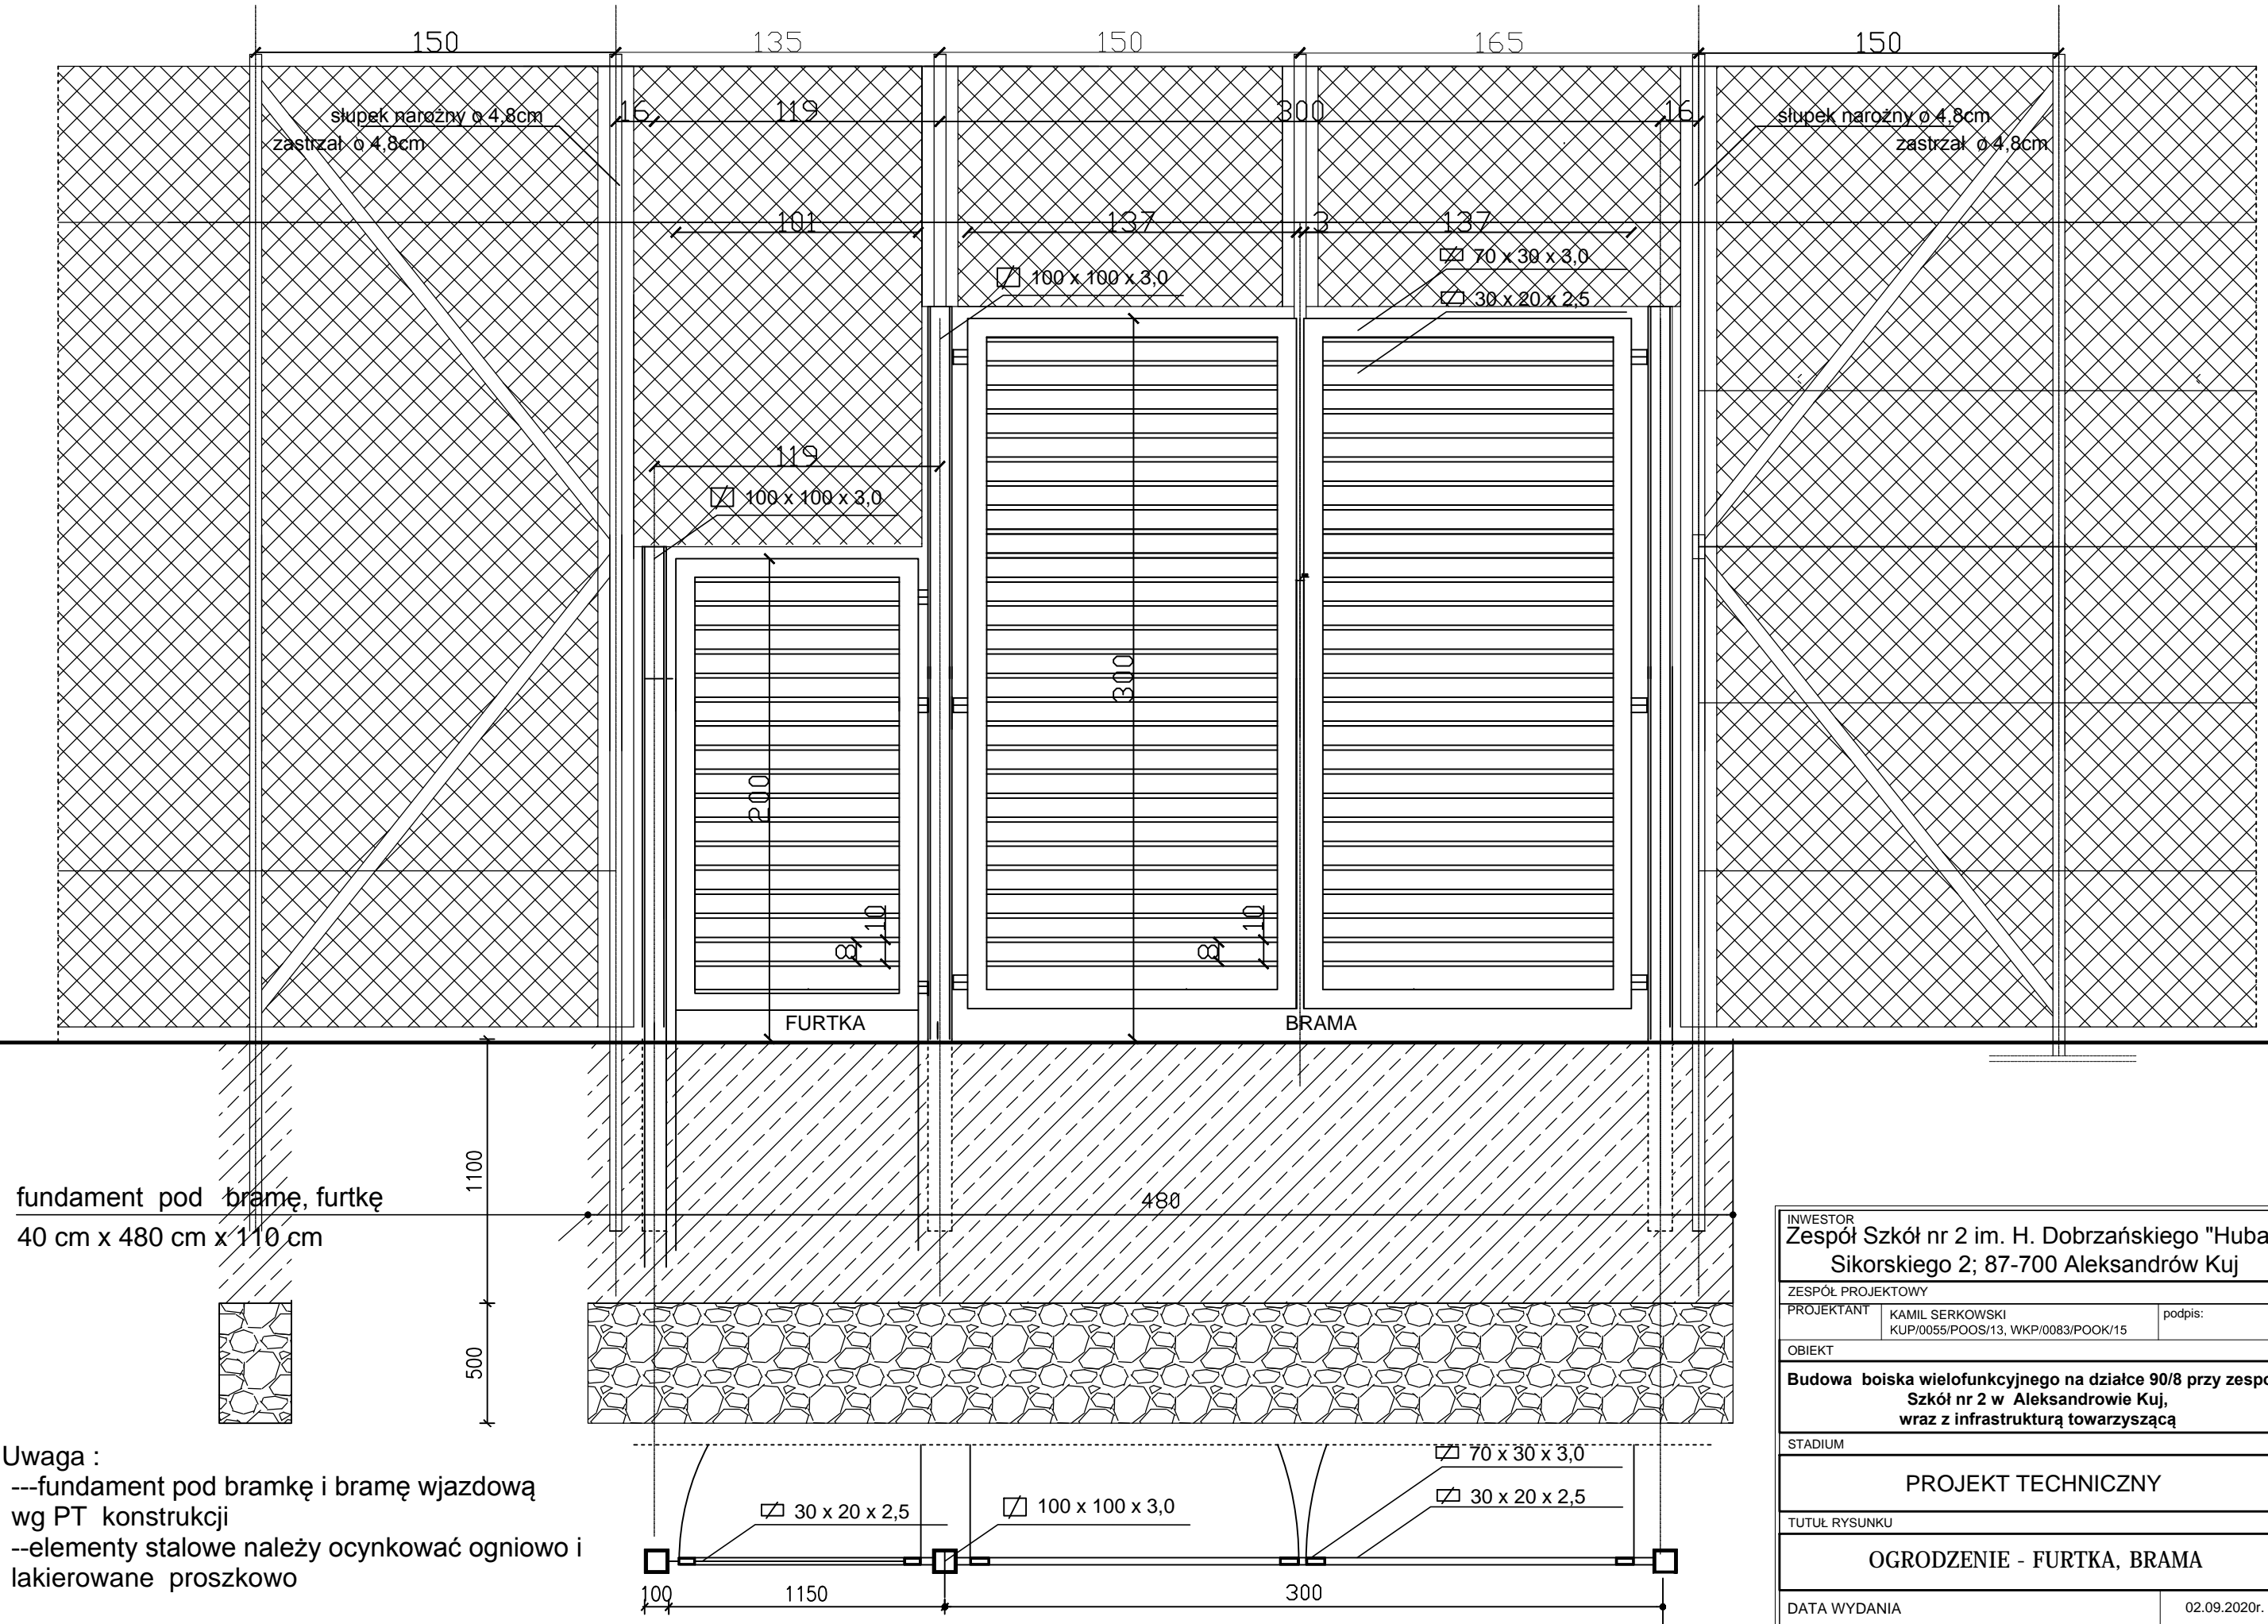 150
135
150
165
150
16
119
300
16
słupek narożny o 4,8cm
zastrzał o 4,8cm
słupek narożny o 4,8cm
zastrzał o 4,8cm
101
137
3
137
100 x 100 x 3,0
70 x 30 x 3,0
30 x 20 x 2,5
119
100 x 100 x 3,0
300
200
8
10
8
10
FURTKA
BRAMA
1100
fundament pod bramę, furtkę
40 cm x 480 cm x 110 cm
480
500
Uwaga :
---fundament pod bramkę i bramę wjazdową
wg PT konstrukcji
--elementy stalowe należy ocynkować ogniowo i
lakierowane proszkowo
70 x 30 x 3,0
30 x 20 x 2,5
30 x 20 x 2,5
100 x 100 x 3,0
100
1150
300
INWESTOR
Zespół Szkół nr 2 im. H. Dobrzańskiego "Huba
Sikorskiego 2; 87-700 Aleksandrów Kuj
ZESPÓŁ PROJEKTOWY
PROJEKTANT
KAMIL SERKOWSKI
KUP/0055/POOS/13, WKP/0083/POOK/15
podpis:
OBIEKT
Budowa boiska wielofunkcyjnego na działce 90/8 przy zespo
Szkół nr 2 w Aleksandrowie Kuj,
wraz z infrastrukturą towarzyszącą
STADIUM
PROJEKT TECHNICZNY
TUTUŁ RYSUNKU
OGRODZENIE - FURTKA, BRAMA
DATA WYDANIA
02.09.2020r.